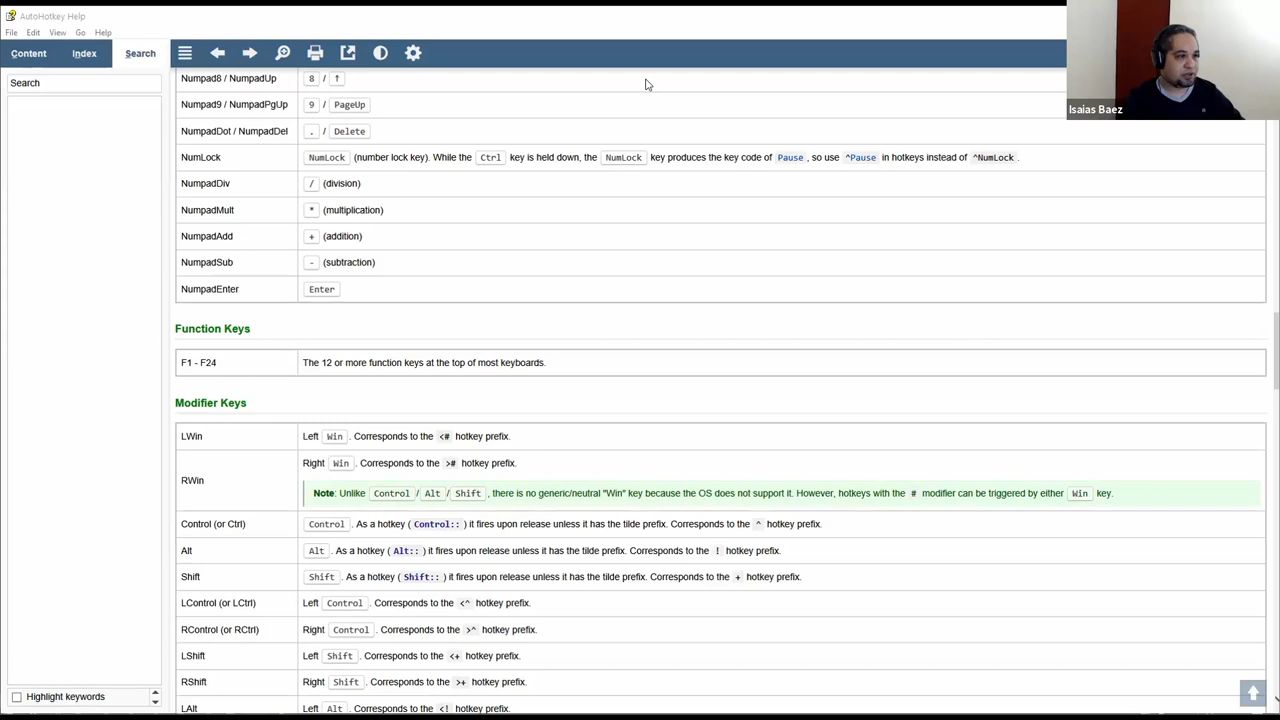 AutoHotkey Help
File Edit View Go Help
Content Index Search
Search
Numpad8 / NumpadUp 8 / ↑
Numpad9 / NumpadPgUp 9 / PageUp
NumpadDot / NumpadDel . / Delete
NumLock NumLock (number lock key). While the Ctrl key is held down, the NumLock key produces the key code of Pause, so use ^Pause in hotkeys instead of ^NumLock.
NumpadDiv / (division)
NumpadMult * (multiplication)
NumpadAdd + (addition)
NumpadSub - (subtraction)
NumpadEnter Enter
Function Keys
F1 - F24 The 12 or more function keys at the top of most keyboards.
Modifier Keys
LWin Left Win. Corresponds to the <# hotkey prefix.
RWin Right Win. Corresponds to the ># hotkey prefix.
Note: Unlike Control/Alt/Shift, there is no generic/neutral "Win" key because the OS does not support it. However, hotkeys with the # modifier can be triggered by either Win key.
Control (or Ctrl) Control. As a hotkey (Control::) it fires upon release unless it has the tilde prefix. Corresponds to the ^ hotkey prefix.
Alt Alt. As a hotkey (Alt::) it fires upon release unless it has the tilde prefix. Corresponds to the ! hotkey prefix.
Shift Shift. As a hotkey (Shift::) it fires upon release unless it has the tilde prefix. Corresponds to the + hotkey prefix.
LControl (or LCtrl) Left Control. Corresponds to the <^ hotkey prefix.
RControl (or RCtrl) Right Control. Corresponds to the >^ hotkey prefix.
LShift Left Shift. Corresponds to the <+ hotkey prefix.
RShift Right Shift. Corresponds to the >+ hotkey prefix.
LAlt Left Alt. Corresponds to the <! hotkey prefix.
Highlight keywords
Isaias Baez